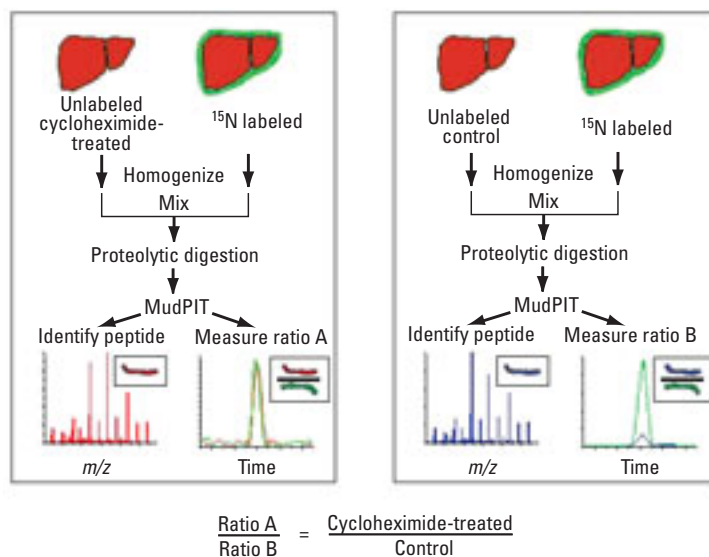 Unlabeled
cycloheximide-
treated
¹⁵N labeled
Homogenize
Mix
Proteolytic digestion
MudPIT
Identify peptide
Measure ratio A
m/z
Time
Unlabeled
control
¹⁵N labeled
Homogenize
Mix
Proteolytic digestion
MudPIT
Identify peptide
Measure ratio B
m/z
Time
Ratio A
Ratio B
=
Cycloheximide-treated
Control